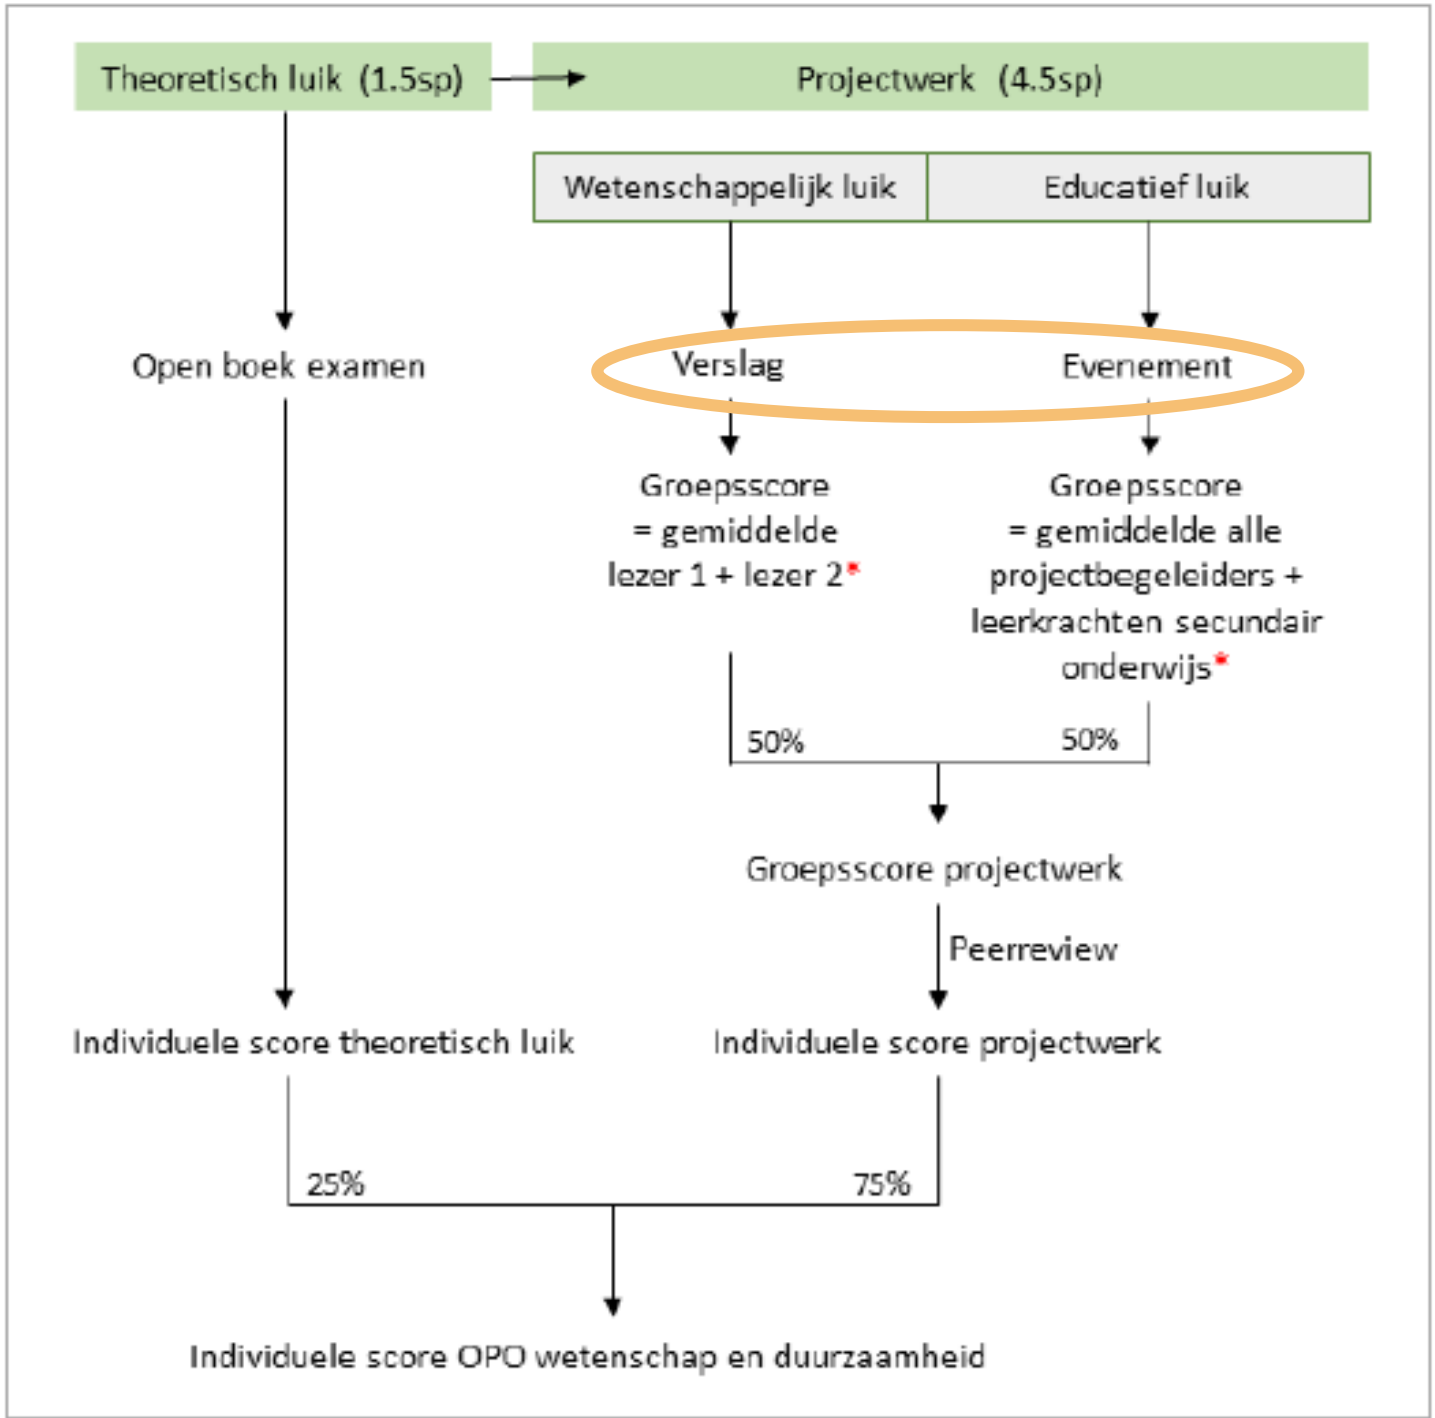 Theoretisch luik (1.5sp)
Projectwerk (4.5sp)
Wetenschappelijk luik
Educatief luik
Open boek examen
Verslag
Evenement
Groepsscore
= gemiddelde
lezer 1 + lezer 2*
Groepsscore
= gemiddelde alle
projectbegeleiders +
leerkrachten secundair
onderwijs*
50%
50%
Groepsscore projectwerk
Peerreview
Individuele score theoretisch luik
Individuele score projectwerk
25%
75%
Individuele score OPO wetenschap en duurzaamheid